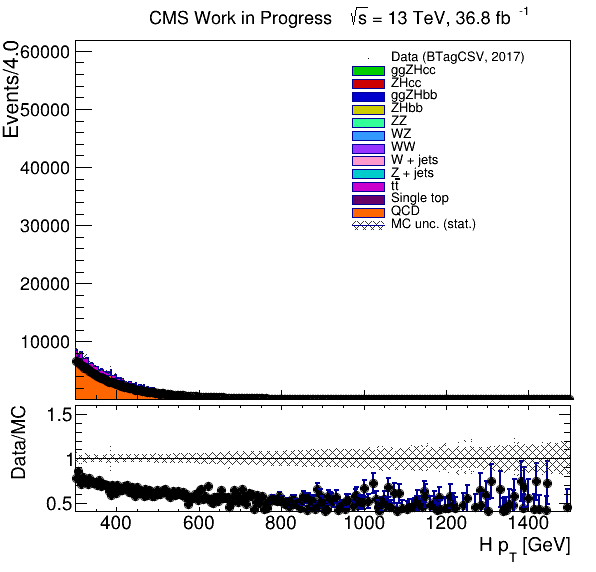 CMS Work in Progress √s = 13 TeV, 36.8 fb -1
Events/4.0
60000
50000
40000
30000
20000
10000
Data (BTagCSV, 2017)
ggZHcc
ZHcc
ggZHbb
ZHbb
ZZ
WZ
WW
W + jets
Z + jets
tt̅
Single top
QCD
MC unc. (stat.)
Data/MC
1.5
1
0.5
400 600 800 1000 1200 1400
H pT [GeV]